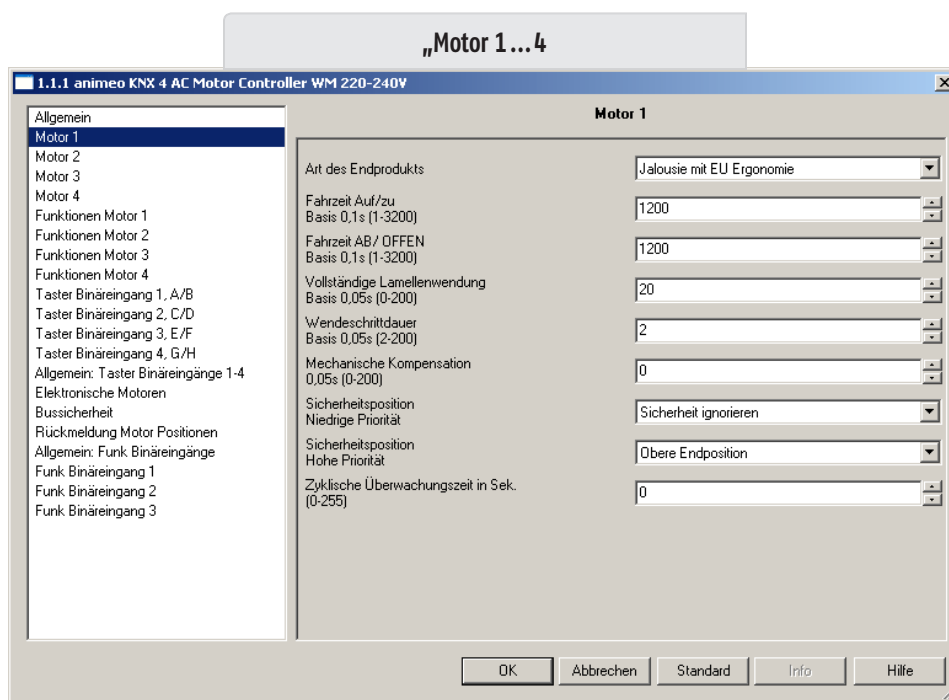 „Motor 1…4
1.1.1 animeo KNX 4 AC Motor Controller WM 220-240V
Allgemein
Motor 1
Motor 2
Motor 3
Motor 4
Funktionen Motor 1
Funktionen Motor 2
Funktionen Motor 3
Funktionen Motor 4
Taster Binäreingang 1, A/B
Taster Binäreingang 2, C/D
Taster Binäreingang 3, E/F
Taster Binäreingang 4, G/H
Allgemein: Taster Binäreingänge 1-4
Elektronische Motoren
Bussicherheit
Rückmeldung Motor Positionen
Allgemein: Funk Binäreingänge
Funk Binäreingang 1
Funk Binäreingang 2
Funk Binäreingang 3
Motor 1
Art des Endprodukts
Jalousie mit EU Ergonomie
Fahrzeit Auf/zu
Basis 0,1s (1-3200)
1200
Fahrzeit AB/ OFFEN
Basis 0,1s (1-3200)
1200
Vollständige Lamellenwendung
Basis 0,05s (0-200)
20
Wendeschrittdauer
Basis 0,05s (2-200)
2
Mechanische Kompensation
0,05s (0-200)
0
Sicherheitsposition
Niedrige Priorität
Sicherheit ignorieren
Sicherheitsposition
Hohe Priorität
Obere Endposition
Zyklische Überwachungszeit in Sek.
(0-255)
0
OK
Abbrechen
Standard
Info
Hilfe